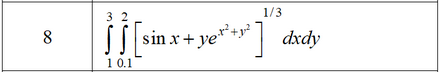 8 ∫₁³ ∫₀.₁² [sin x + ye^(x²+y²)]^(1/3) dxdy